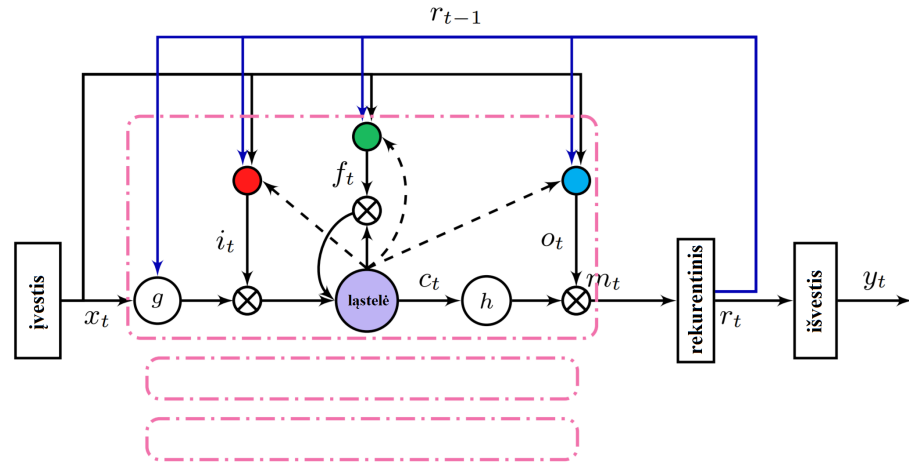 r_{t-1}
f_t
i_t
o_t
įvestis
x_t
g
ląstelė
c_t
h
m_t
rekurentinis
r_t
išvestis
y_t